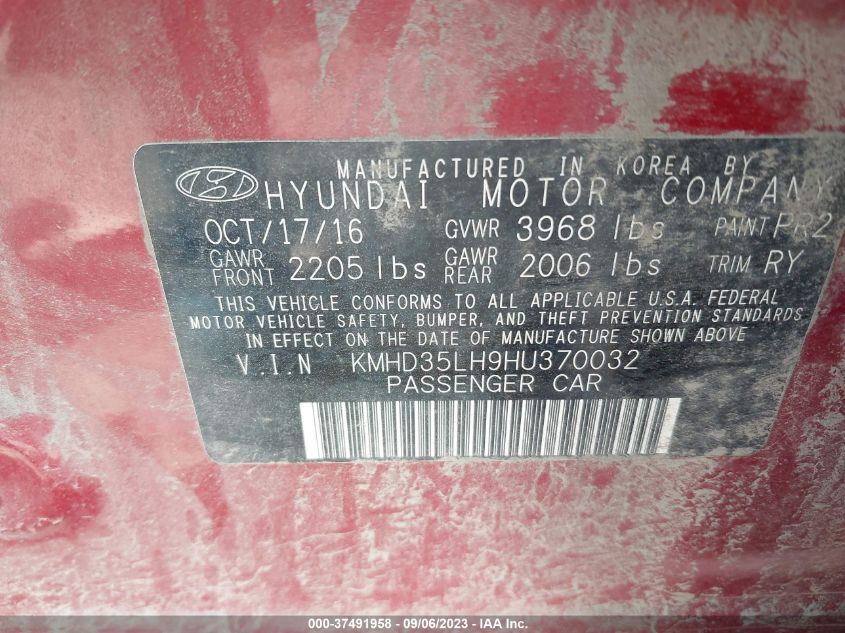 MANUFACTURED IN KOREA BY
HYUNDAI MOTOR COMPANY
OCT/17/16 GVWR 3968 lbs PAINT PR2
GAWR FRONT 2205 lbs GAWR REAR 2006 lbs TRIM RY
THIS VEHICLE CONFORMS TO ALL APPLICABLE U.S.A. FEDERAL
MOTOR VEHICLE SAFETY, BUMPER, AND THEFT PREVENTION STANDARDS
IN EFFECT ON THE DATE OF MANUFACTURE SHOWN ABOVE
V.I.N KMHD35LH9HU370032
PASSENGER CAR
000-37491958 - 09/06/2023 - IAA Inc.